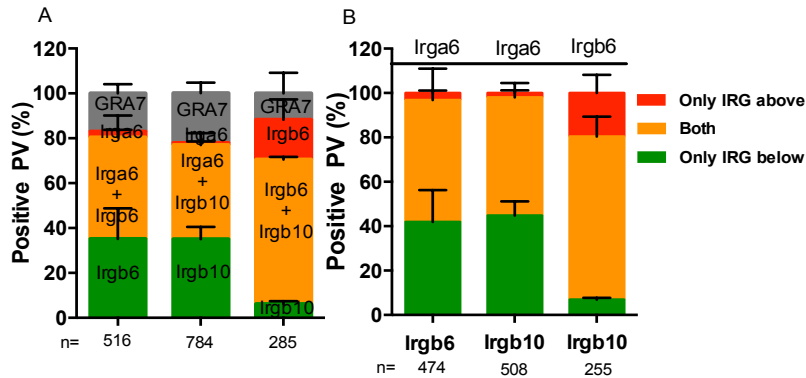 A
Positive PV (%)
120
100
80
60
40
20
0
GRA7
Irga6
Irga6
+
Irgb6
Irgb6
GRA7
Irga6
Irga6
+
Irgb10
Irgb10
GRA7
Irgb6
Irgb6
+
Irgb10
Irgb10
n= 516 784 285
B
Irga6 Irga6 Irgb6
Positive PV (%)
120
100
80
60
40
20
0
Irgb6 Irgb10 Irgb10
n= 474 508 255
Only IRG above
Both
Only IRG below